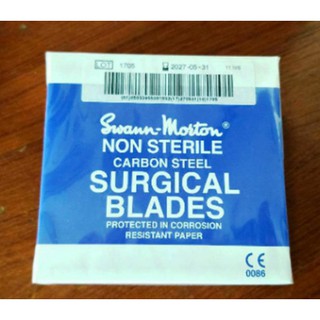 LOT 1705 2027-05-31
Swann-Morton®
NON STERILE
CARBON STEEL
SURGICAL
BLADES
PROTECTED IN CORROSION
RESISTANT PAPER
CE
0086